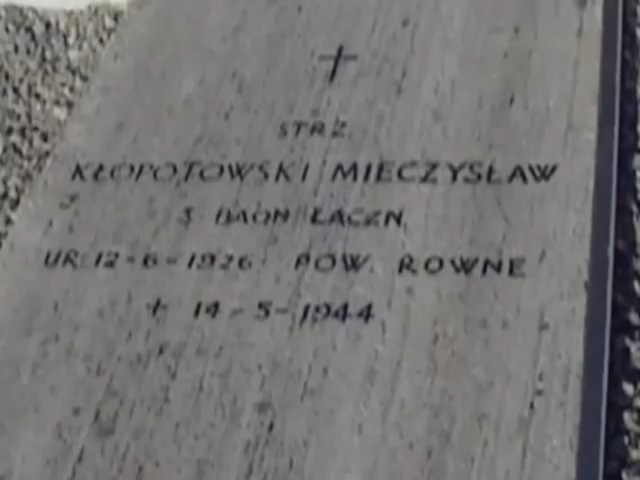 STRZ.
KŁOPOTOWSKI MIECZYSŁAW
3 BAON ŁĄCZN.
UR. 12-6-1926 POW. ROWNE
14-5-1944